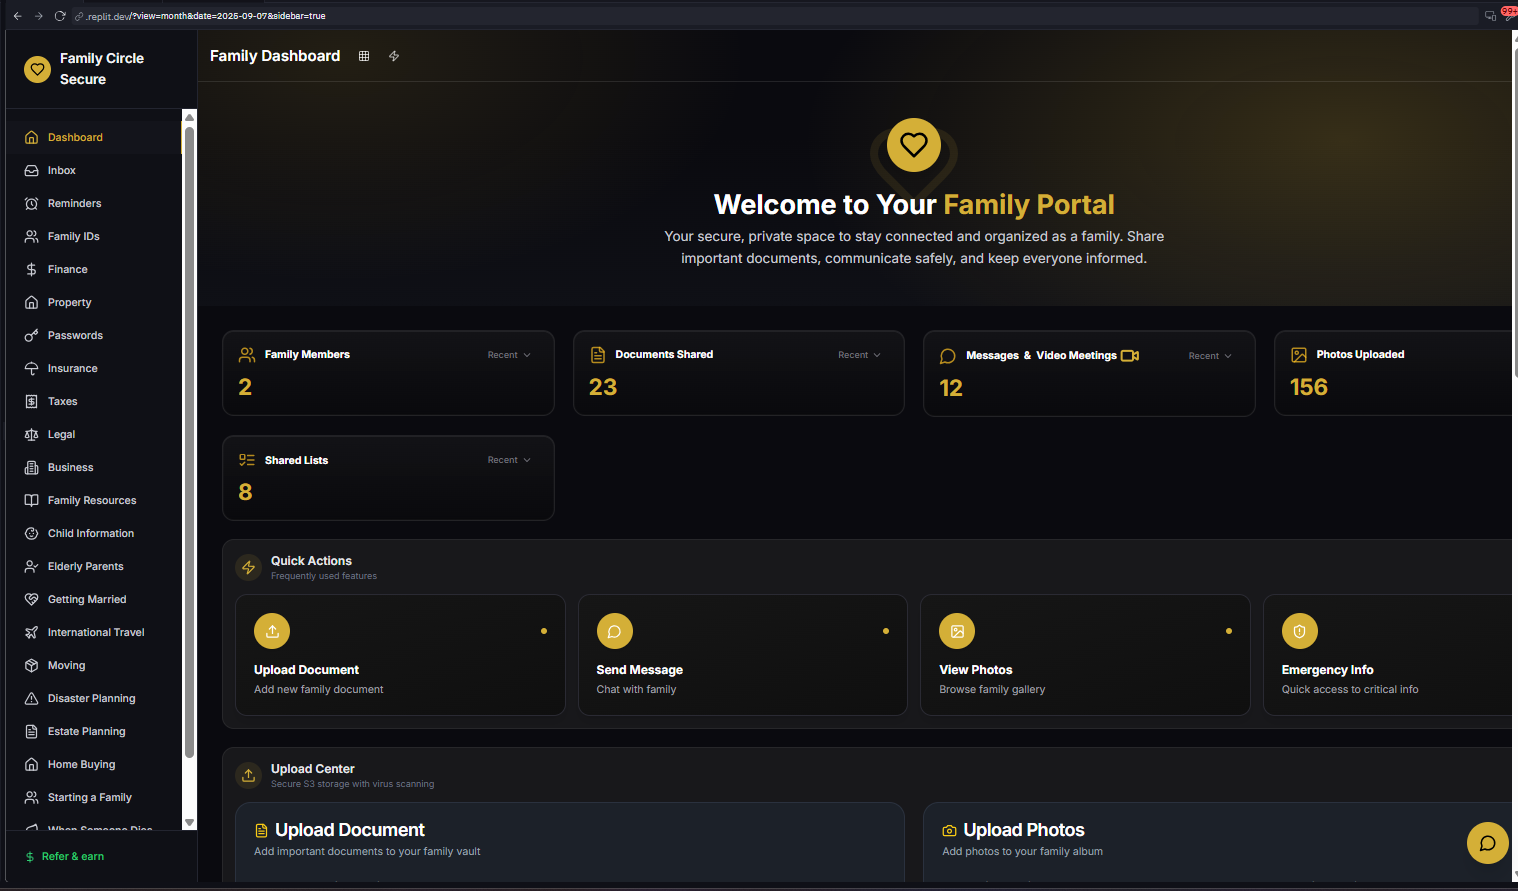 .replit.dev/?view=month&date=2025-09-07&sidebar=true
99+
Family Circle
Secure
Dashboard
Inbox
Reminders
Family IDs
Finance
Property
Passwords
Insurance
Taxes
Legal
Business
Family Resources
Child Information
Elderly Parents
Getting Married
International Travel
Moving
Disaster Planning
Estate Planning
Home Buying
Starting a Family
When Someone Dies
Refer & earn
Family Dashboard
Welcome to Your Family Portal
Your secure, private space to stay connected and organized as a family. Share
important documents, communicate safely, and keep everyone informed.
Family Members
Recent
2
Documents Shared
Recent
23
Messages & Video Meetings
Recent
12
Photos Uploaded
156
Shared Lists
Recent
8
Quick Actions
Frequently used features
Upload Document
Add new family document
Send Message
Chat with family
View Photos
Browse family gallery
Emergency Info
Quick access to critical info
Upload Center
Secure S3 storage with virus scanning
Upload Document
Add important documents to your family vault
Upload Photos
Add photos to your family album